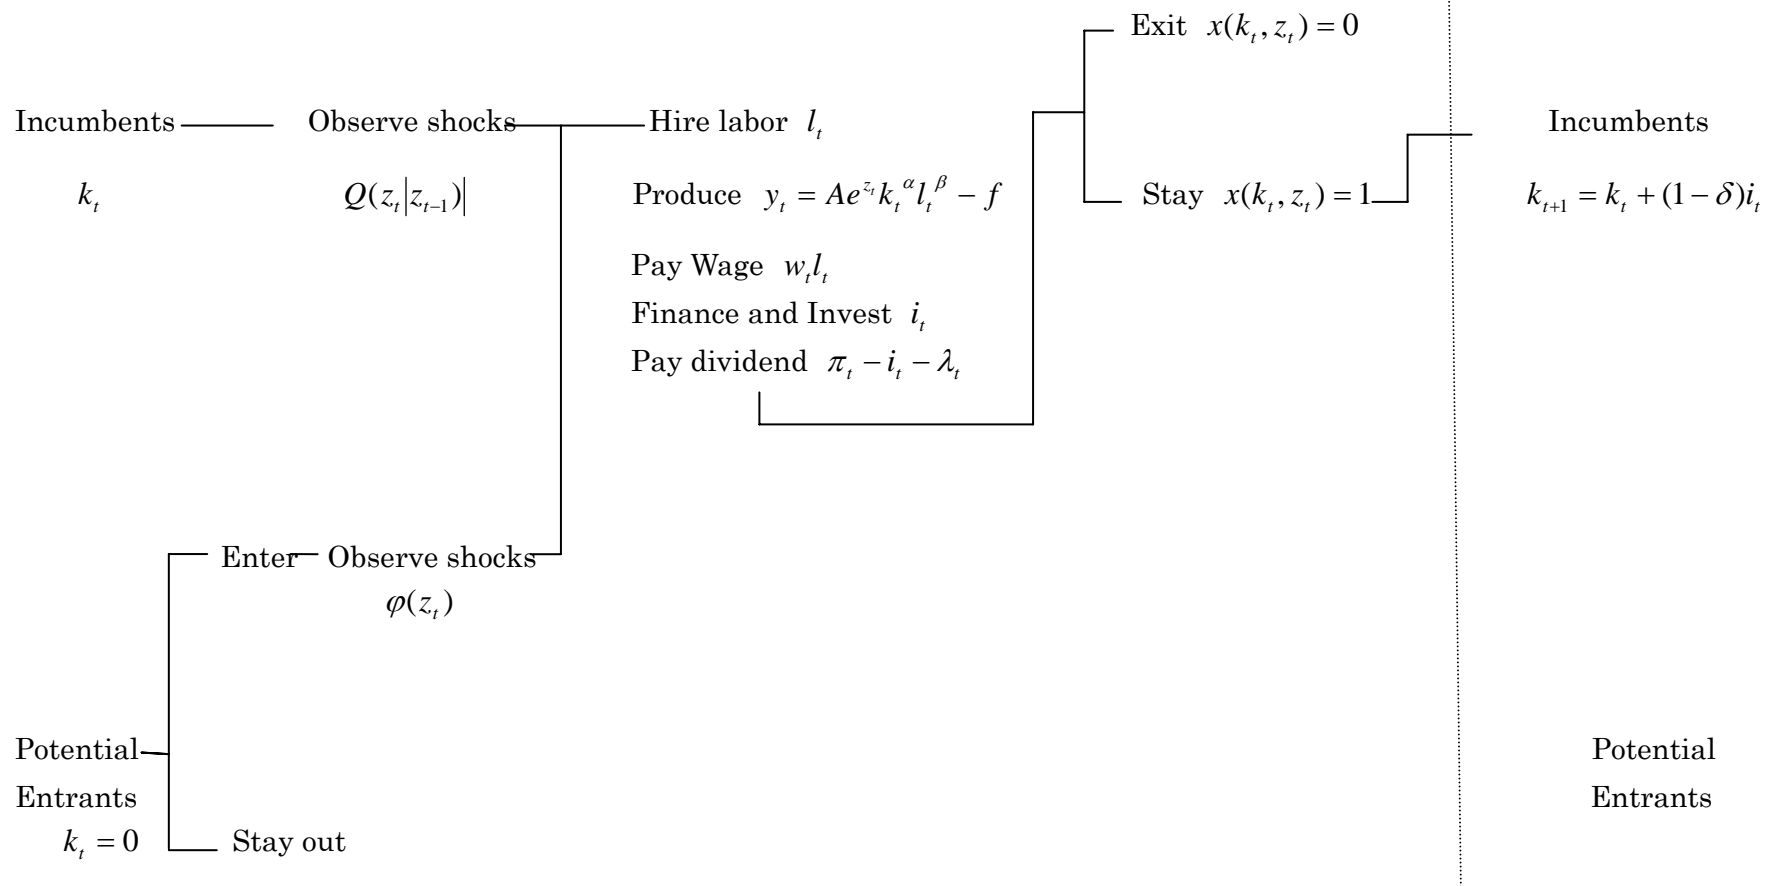 Exit x(k_t, z_t) = 0
Incumbents Observe shocks Hire labor l_t Incumbents
k_t Q(z_t|z_{t−1})| Produce y_t = Ae^{z_t}k_t^α l_t^β − f Stay x(k_t, z_t) = 1 k_{t+1} = k_t + (1 − δ)i_t
Pay Wage w_t l_t
Finance and Invest i_t
Pay dividend π_t − i_t − λ_t
Enter Observe shocks
φ(z_t)
Potential Potential
Entrants Entrants
k_t = 0 Stay out